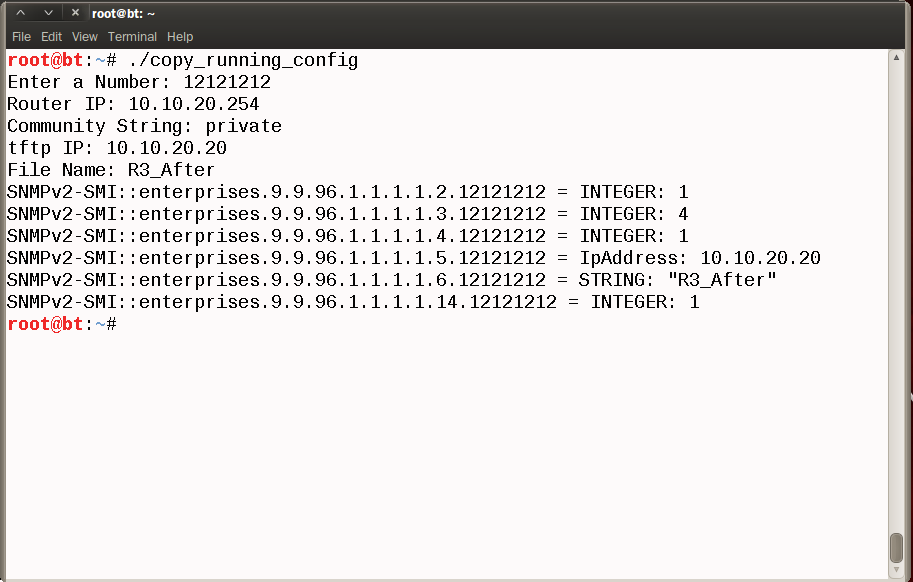 root@bt: ~
File Edit View Terminal Help
root@bt:~# ./copy_running_config
Enter a Number: 12121212
Router IP: 10.10.20.254
Community String: private
tftp IP: 10.10.20.20
File Name: R3_After
SNMPv2-SMI::enterprises.9.9.96.1.1.1.1.2.12121212 = INTEGER: 1
SNMPv2-SMI::enterprises.9.9.96.1.1.1.1.3.12121212 = INTEGER: 4
SNMPv2-SMI::enterprises.9.9.96.1.1.1.1.4.12121212 = INTEGER: 1
SNMPv2-SMI::enterprises.9.9.96.1.1.1.1.5.12121212 = IpAddress: 10.10.20.20
SNMPv2-SMI::enterprises.9.9.96.1.1.1.1.6.12121212 = STRING: "R3_After"
SNMPv2-SMI::enterprises.9.9.96.1.1.1.1.14.12121212 = INTEGER: 1
root@bt:~#